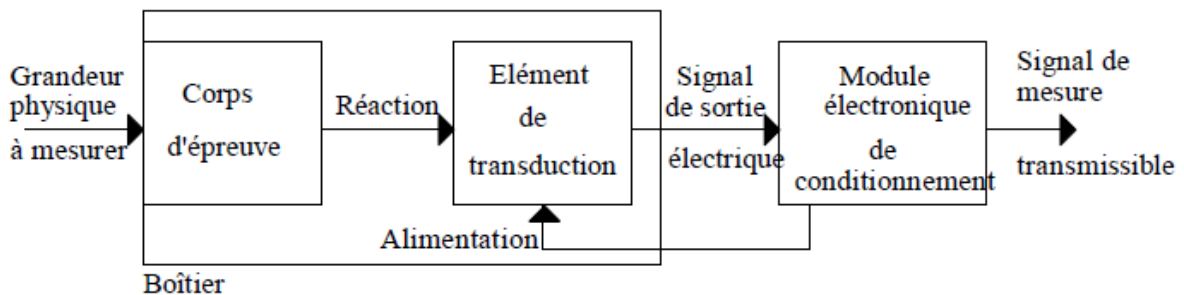 Grandeur
physique
à mesurer
Corps
d'épreuve
Réaction
Elément
de
transduction
Signal
de sortie
électrique
Module
électronique
de
conditionnement
Signal de
mesure
transmissible
Alimentation
Boîtier